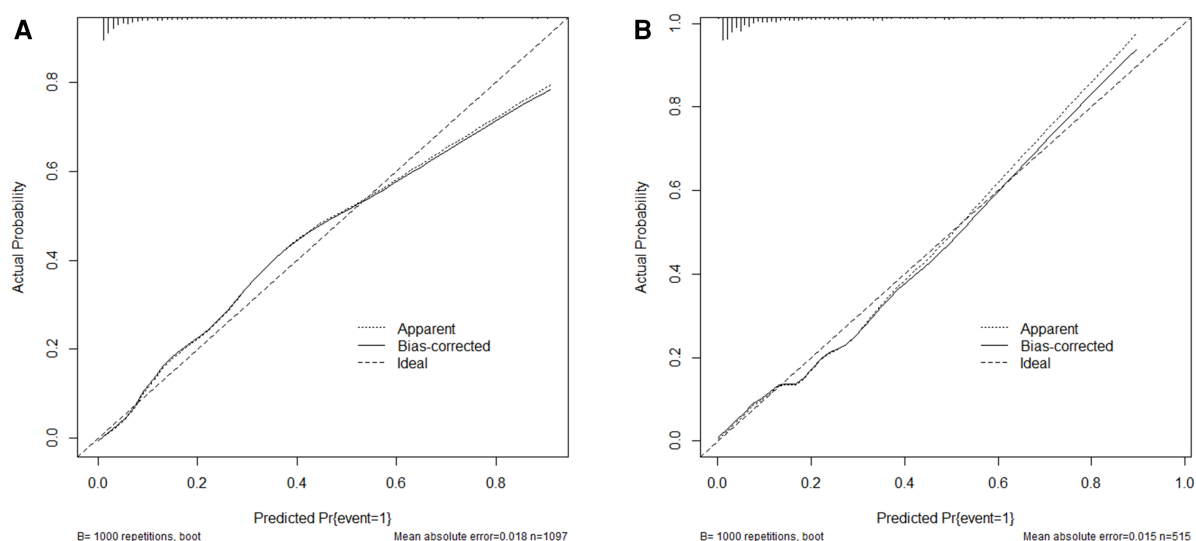 A
Actual Probability
0.8
0.6
0.4
0.2
0.0
Apparent
Bias-corrected
Ideal
0.0 0.2 0.4 0.6 0.8
Predicted Pr{event=1}
B= 1000 repetitions, boot
Mean absolute error=0.018 n=1097
B
Actual Probability
1.0
0.8
0.6
0.4
0.2
0.0
Apparent
Bias-corrected
Ideal
0.0 0.2 0.4 0.6 0.8 1.0
Predicted Pr{event=1}
B= 1000 repetitions, boot
Mean absolute error=0.015 n=515